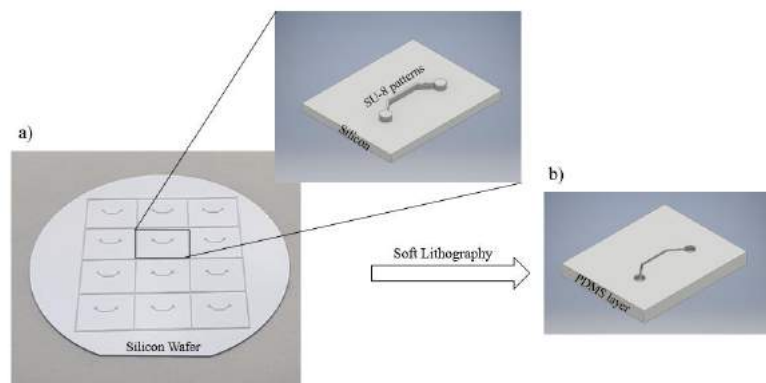 a)
SU-8 patterns
Silicon
Silicon Wafer
Soft Lithography
b)
PDMS layer